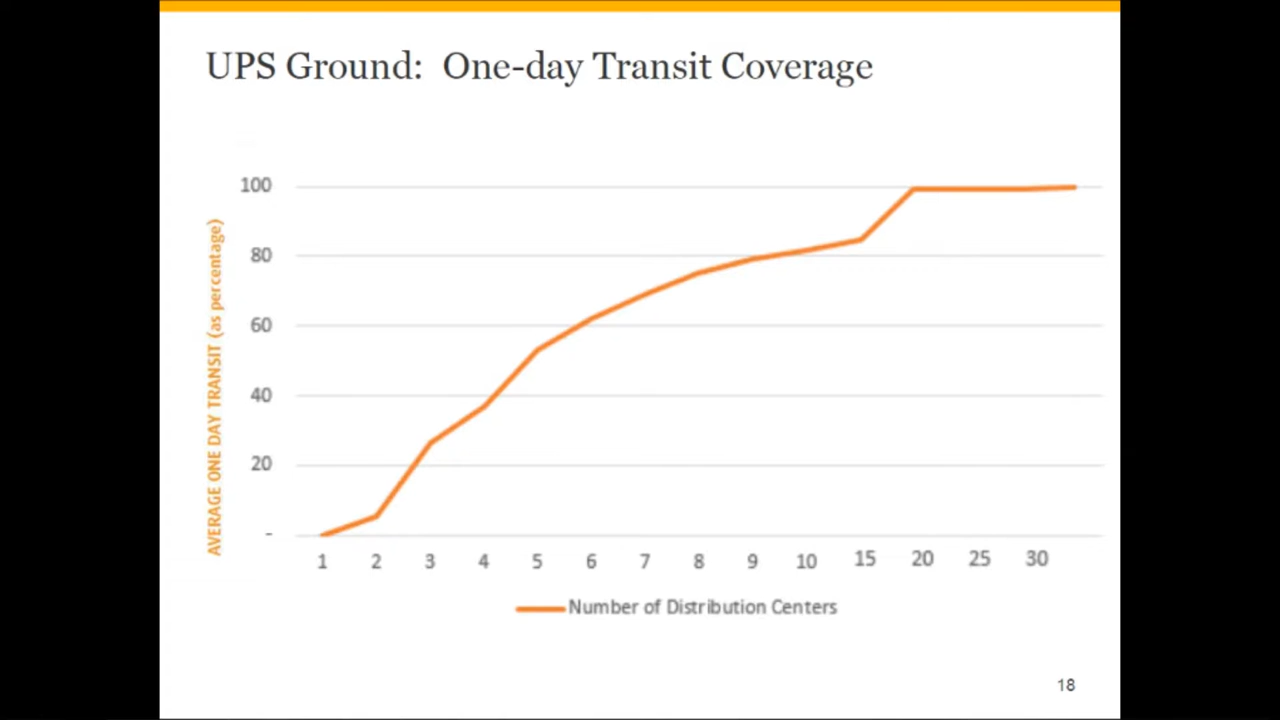 UPS Ground: One-day Transit Coverage
AVERAGE ONE DAY TRANSIT (as percentage)
100
80
60
40
20
-
1 2 3 4 5 6 7 8 9 10 15 20 25 30
Number of Distribution Centers
18